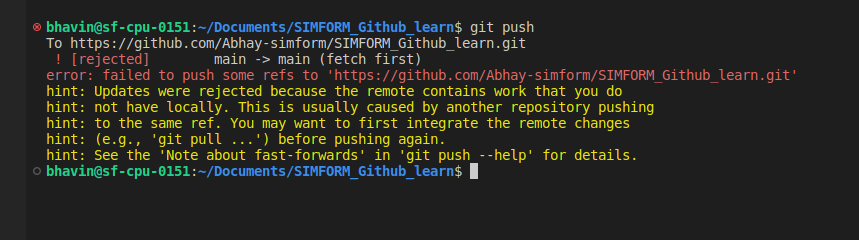 bhavin@sf-cpu-0151:~/Documents/SIMFORM_Github_learn$ git push
To https://github.com/Abhay-simform/SIMFORM_Github_learn.git
 ! [rejected]        main -> main (fetch first)
error: failed to push some refs to 'https://github.com/Abhay-simform/SIMFORM_Github_learn.git'
hint: Updates were rejected because the remote contains work that you do
hint: not have locally. This is usually caused by another repository pushing
hint: to the same ref. You may want to first integrate the remote changes
hint: (e.g., 'git pull ...') before pushing again.
hint: See the 'Note about fast-forwards' in 'git push --help' for details.
bhavin@sf-cpu-0151:~/Documents/SIMFORM_Github_learn$